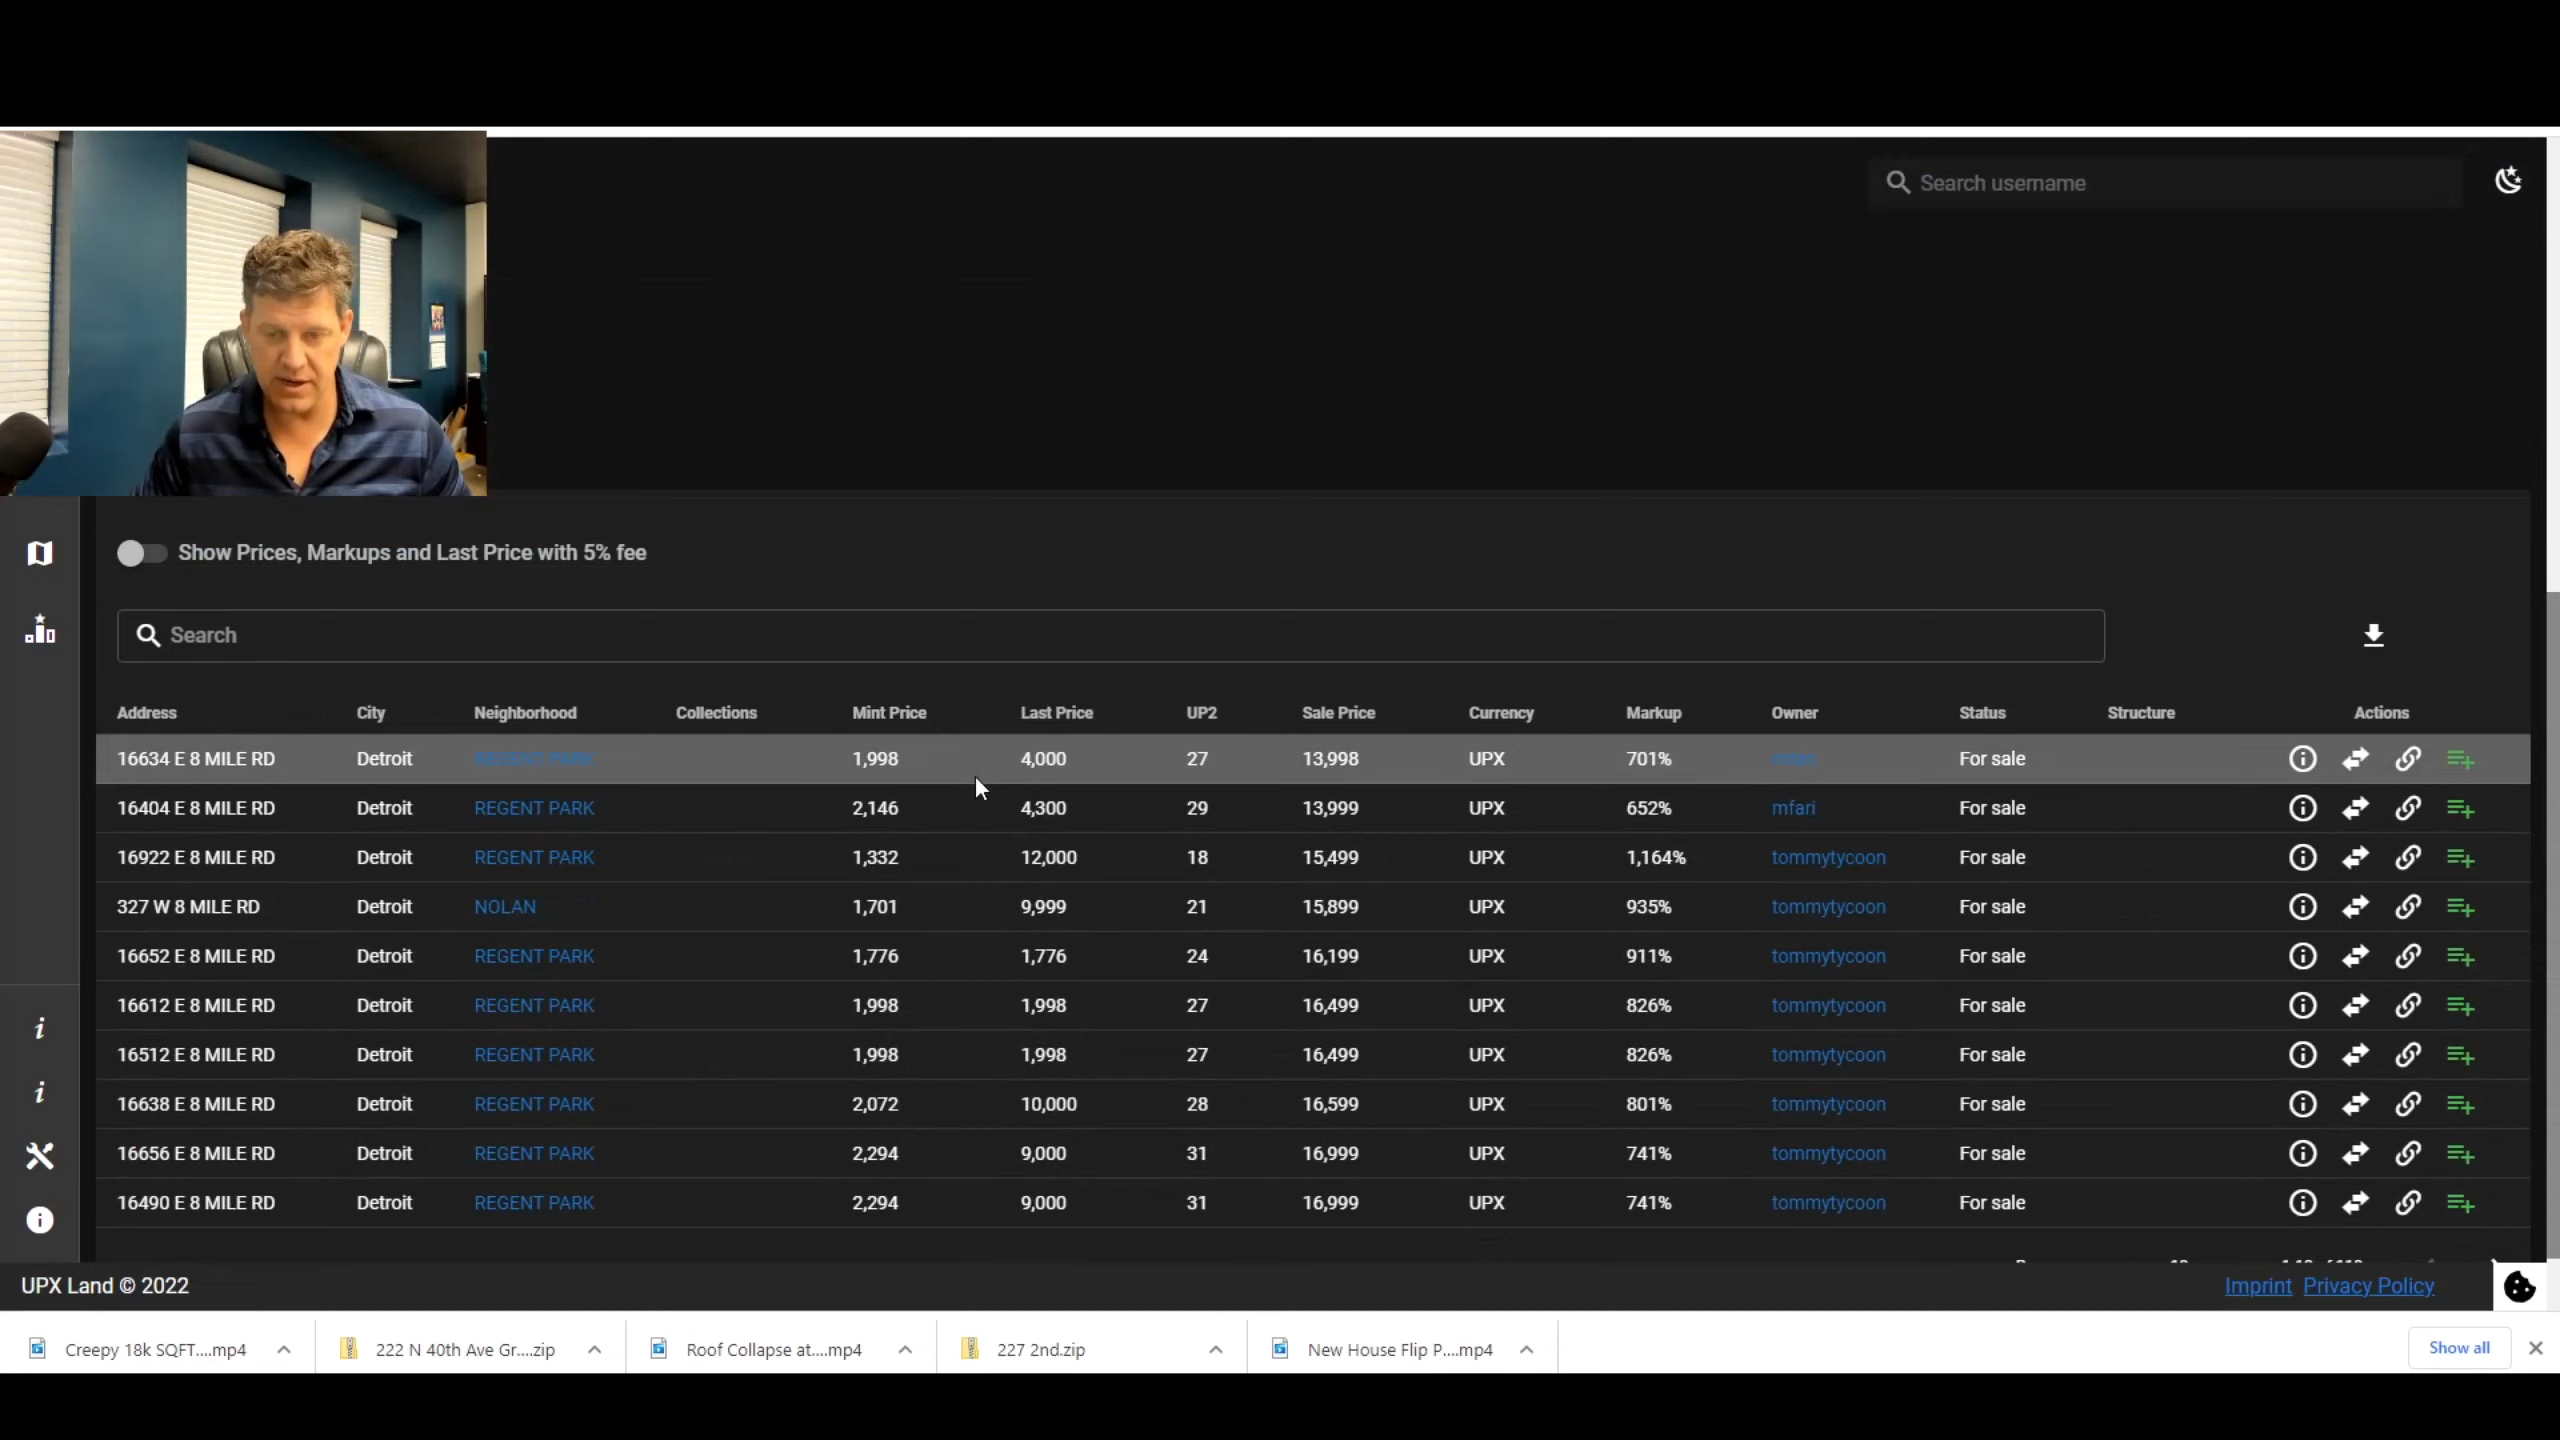 Search username
Show Prices, Markups and Last Price with 5% fee
Search
Address City Neighborhood Collections Mint Price Last Price UP2 Sale Price Currency Markup Owner Status Structure Actions
16634 E 8 MILE RD Detroit REGENT PARK 1,998 4,000 27 13,998 UPX 701% mfari For sale
16404 E 8 MILE RD Detroit REGENT PARK 2,146 4,300 29 13,999 UPX 652% mfari For sale
16922 E 8 MILE RD Detroit REGENT PARK 1,332 12,000 18 15,499 UPX 1,164% tommytycoon For sale
327 W 8 MILE RD Detroit NOLAN 1,701 9,999 21 15,899 UPX 935% tommytycoon For sale
16652 E 8 MILE RD Detroit REGENT PARK 1,776 1,776 24 16,199 UPX 911% tommytycoon For sale
16612 E 8 MILE RD Detroit REGENT PARK 1,998 1,998 27 16,499 UPX 826% tommytycoon For sale
16512 E 8 MILE RD Detroit REGENT PARK 1,998 1,998 27 16,499 UPX 826% tommytycoon For sale
16638 E 8 MILE RD Detroit REGENT PARK 2,072 10,000 28 16,599 UPX 801% tommytycoon For sale
16656 E 8 MILE RD Detroit REGENT PARK 2,294 9,000 31 16,999 UPX 741% tommytycoon For sale
16490 E 8 MILE RD Detroit REGENT PARK 2,294 9,000 31 16,999 UPX 741% tommytycoon For sale
UPX Land © 2022 Imprint Privacy Policy
Creepy 18k SQFT....mp4 222 N 40th Ave Gr....zip Roof Collapse at....mp4 227 2nd.zip New House Flip P....mp4 Show all